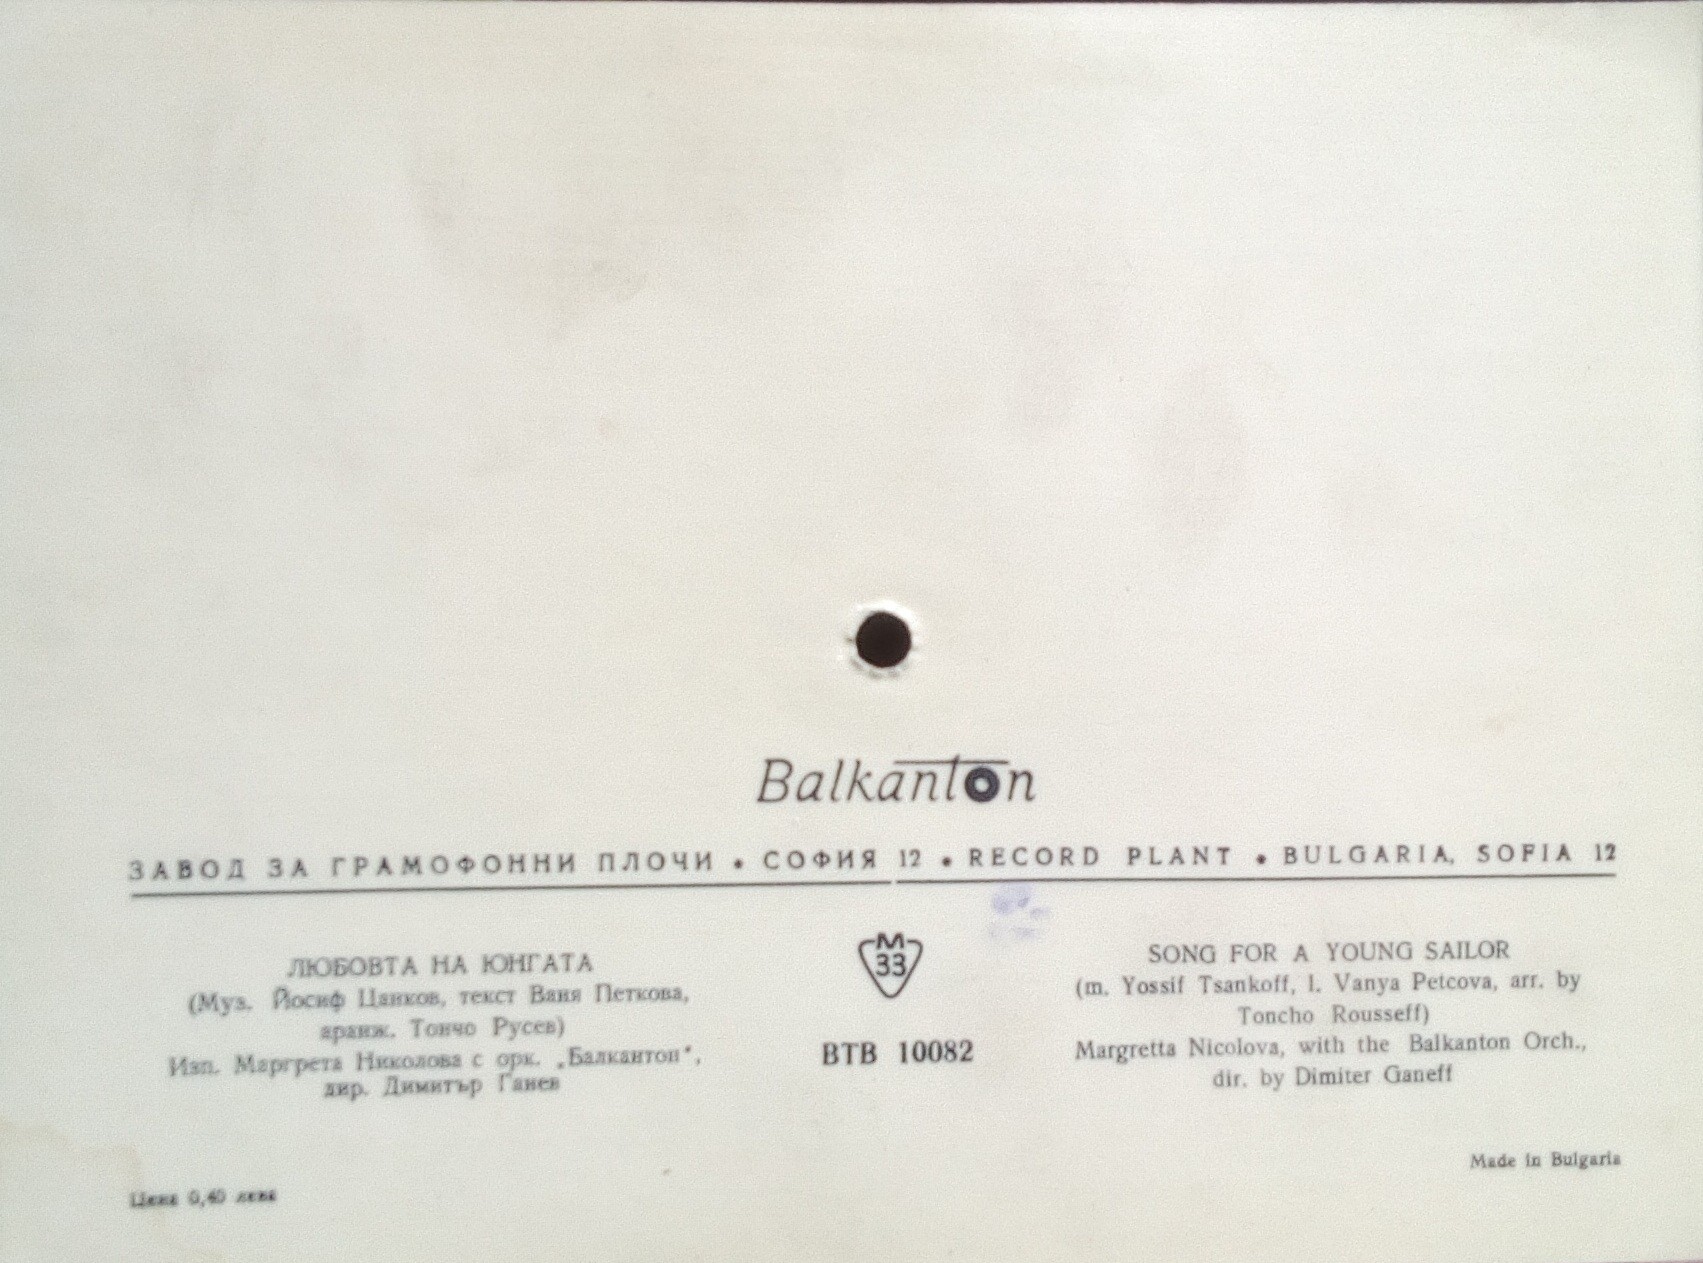 Balkanton
ЗАВОД ЗА ГРАМОФОННИ ПЛОЧИ • СОФИЯ 12 • RECORD PLANT • BULGARIA, SOFIA 12
ЛЮБОВТА НА ЮНГАТА
(Муз. Йосиф Цанков, текст Ваня Петкова,
аранж. Тончо Русев)
Изп. Маргрета Николова с орк. „Балкантон",
дир. Димитър Ганев
M
33
BTB 10082
SONG FOR A YOUNG SAILOR
(m. Yossif Tsankoff, l. Vanya Petcova, arr. by
Toncho Rousseff)
Margretta Nicolova, with the Balkanton Orch.,
dir. by Dimiter Ganeff
Made in Bulgaria
Цена 0,40 лева